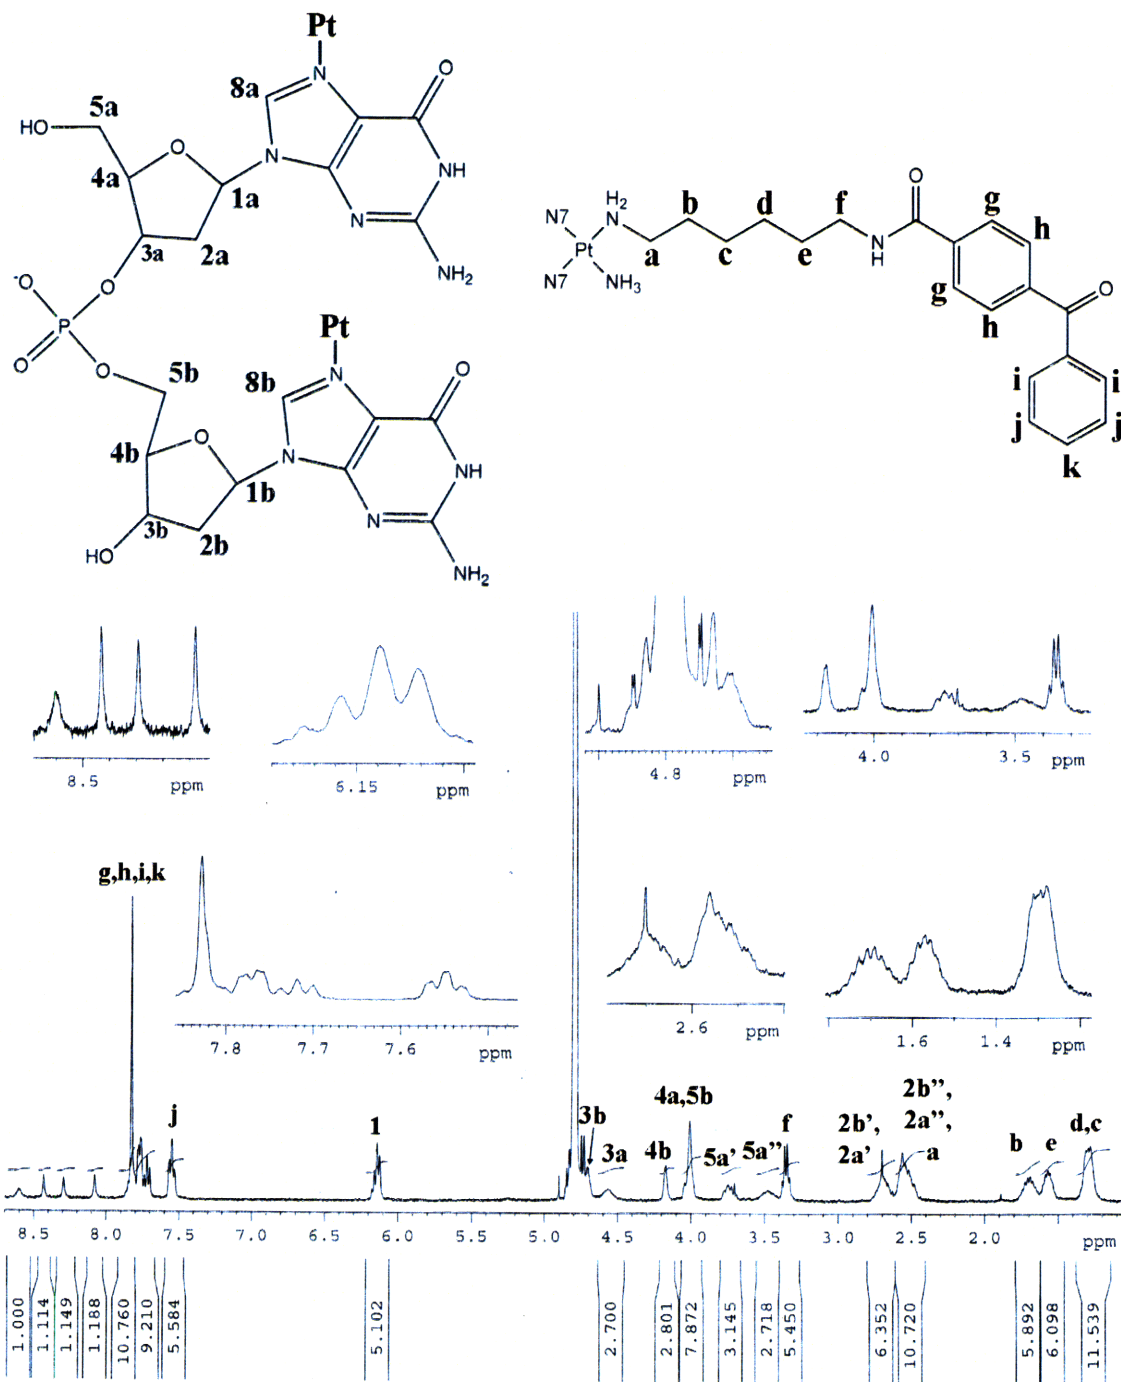 Pt
8a
N
O
5a
HO
O
N
NH
4a
1a
N
NH2
3a
2a
-O
O
P
O
O
5b
Pt
8b
N
O
4b
O
N
NH
1b
N
NH2
3b
HO
2b
N7
NH2
b
d
f
O
g
h
Pt
N7
NH3
a
c
e
N
H
g
h
O
i
i
j
j
k
8.5 ppm
6.15 ppm
4.8 ppm
4.0 3.5 ppm
7.8 7.7 7.6 ppm
2.6 ppm
1.6 1.4 ppm
g,h,i,k
j
1
3b
3a
4b
4a,5b
5a’
5a”
f
2b’,
2a’
2b”,
2a”,
a
b
e
d,c
8.5 8.0 7.5 7.0 6.5 6.0 5.5 5.0 4.5 4.0 3.5 3.0 2.5 2.0 ppm
1.000
1.114
1.149
1.188
10.760
9.210
5.584
5.102
2.700
2.801
7.872
3.145
2.718
5.450
6.352
10.720
5.892
6.098
11.539